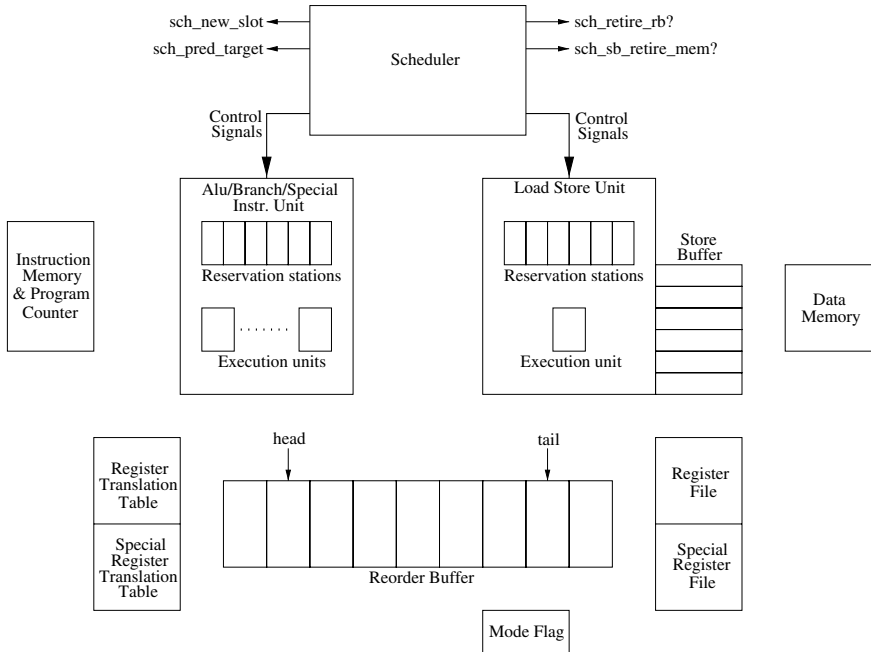 sch_new_slot
sch_pred_target
Scheduler
sch_retire_rb?
sch_sb_retire_mem?
Control
Signals
Control
Signals
Instruction
Memory
& Program
Counter
Alu/Branch/Special
Instr. Unit
Reservation stations
Execution units
Load Store Unit
Reservation stations
Execution unit
Store
Buffer
Data
Memory
Register
Translation
Table
Special
Register
Translation
Table
head
tail
Reorder Buffer
Register
File
Special
Register
File
Mode Flag